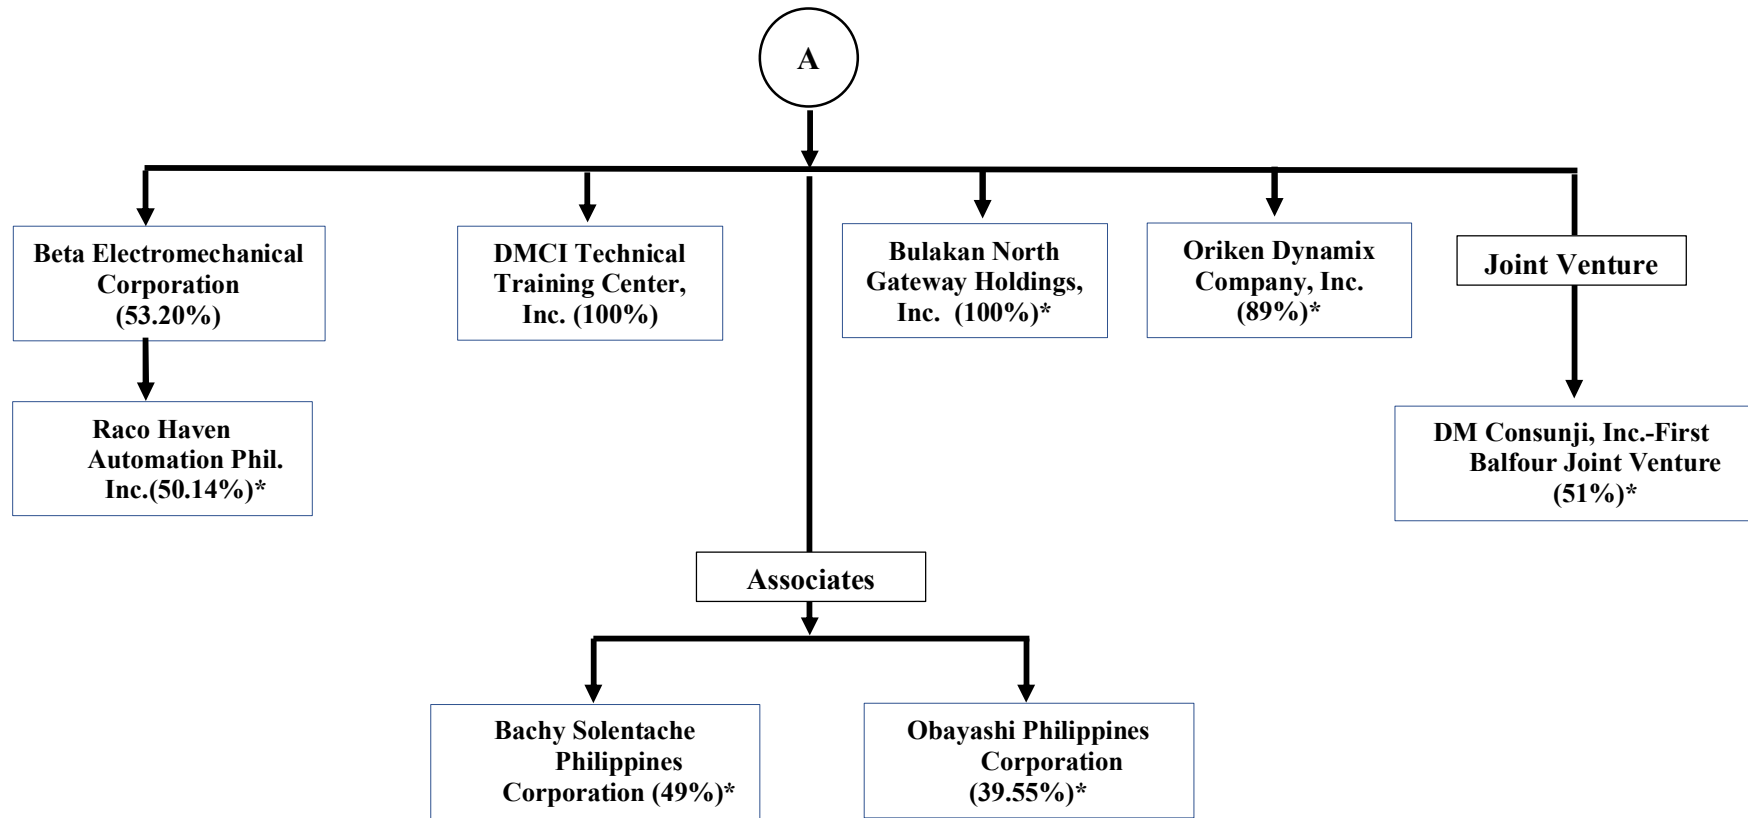 A
Beta Electromechanical
Corporation
(53.20%)
DMCI Technical
Training Center,
Inc. (100%)
Bulakan North
Gateway Holdings,
Inc. (100%)*
Oriken Dynamix
Company, Inc.
(89%)*
Joint Venture
Raco Haven
Automation Phil.
Inc.(50.14%)*
DM Consunji, Inc.-First
Balfour Joint Venture
(51%)*
Associates
Bachy Solentache
Philippines
Corporation (49%)*
Obayashi Philippines
Corporation
(39.55%)*